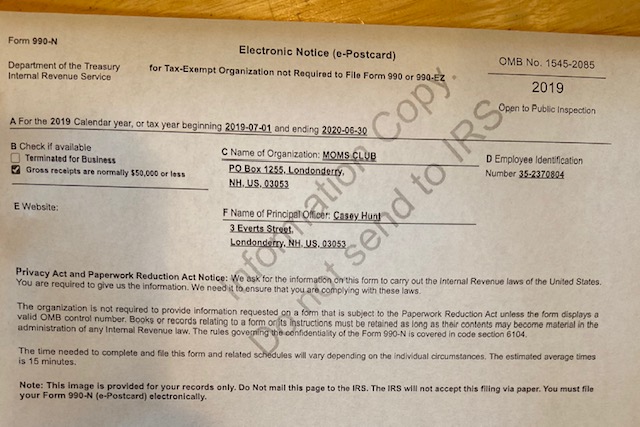 Form 990-N
Electronic Notice (e-Postcard)
OMB No. 1545-2085
Department of the Treasury
Internal Revenue Service
for Tax-Exempt Organization not Required to File Form 990 or 990-EZ
2019
Open to Public Inspection
A For the 2019 Calendar year, or tax year beginning 2019-07-01 and ending 2020-06-30
B Check if available
Terminated for Business
Gross receipts are normally $50,000 or less
C Name of Organization: MOMS CLUB
PO Box 1255, Londonderry,
NH, US, 03053
D Employee Identification
Number 35-2370804
E Website:
F Name of Principal Officer: Casey Hunt
3 Everts Street,
Londonderry, NH, US, 03053
Privacy Act and Paperwork Reduction Act Notice: We ask for the information on this form to carry out the Internal Revenue laws of the United States.
You are required to give us the information. We need it to ensure that you are complying with these laws.
The organization is not required to provide information requested on a form that is subject to the Paperwork Reduction Act unless the form displays a
valid OMB control number. Books or records relating to a form or its instructions must be retained as long as their contents may become material in the
administration of any Internal Revenue law. The rules governing the confidentiality of the Form 990-N is covered in code section 6104.
The time needed to complete and file this form and related schedules will vary depending on the individual circumstances. The estimated average times
is 15 minutes.
Note: This image is provided for your records only. Do Not mail this page to the IRS. The IRS will not accept this filing via paper. You must file
your Form 990-N (e-Postcard) electronically.
Information Copy.
Do not send to IRS.